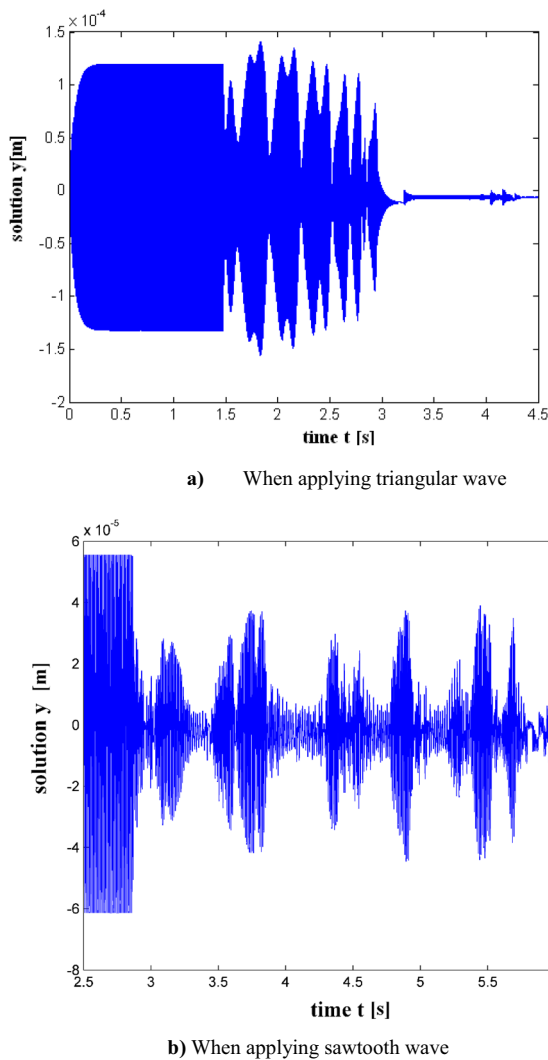 × 10⁻⁴
1.5
1
0.5
0
-0.5
-1
-1.5
-2
solution y[m]
0 0.5 1 1.5 2 2.5 3 3.5 4 4.5
time t [s]
a) When applying triangular wave
x 10⁻⁵
6
4
2
0
-2
-4
-6
-8
solution y [m]
2.5 3 3.5 4 4.5 5 5.5
time t [s]
b) When applying sawtooth wave